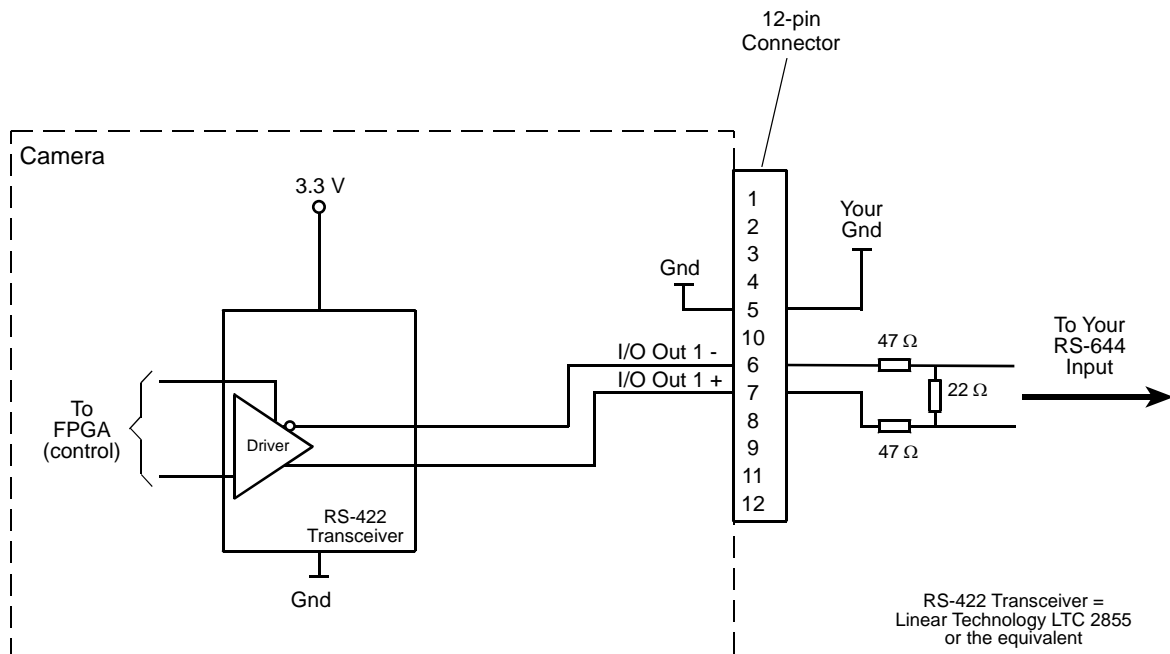 12-pin
Connector
Camera
3.3 V
1
2
3
4
5
10
6
7
8
9
11
12
Your
Gnd
Gnd
I/O Out 1 -
I/O Out 1 +
47 Ω
22 Ω
47 Ω
To Your
RS-644
Input
To
FPGA
(control)
Driver
RS-422
Transceiver
Gnd
RS-422 Transceiver =
Linear Technology LTC 2855
or the equivalent